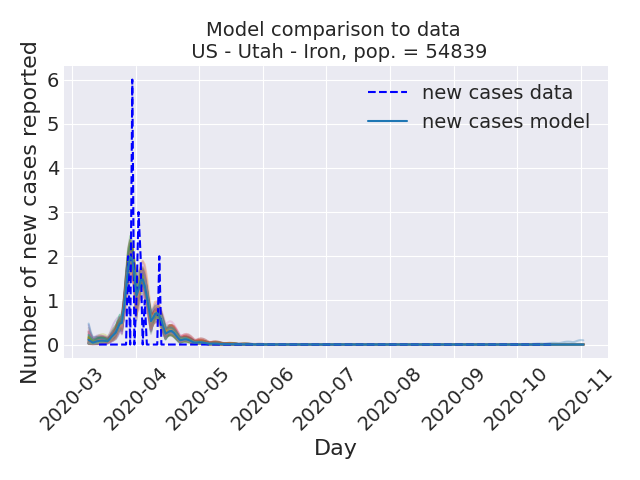 Model comparison to data
US - Utah - Iron, pop. = 54839
Number of new cases reported
6
5
4
3
2
1
0
new cases data
new cases model
2020-03
2020-04
2020-05
2020-06
2020-07
2020-08
2020-09
2020-10
2020-11
Day